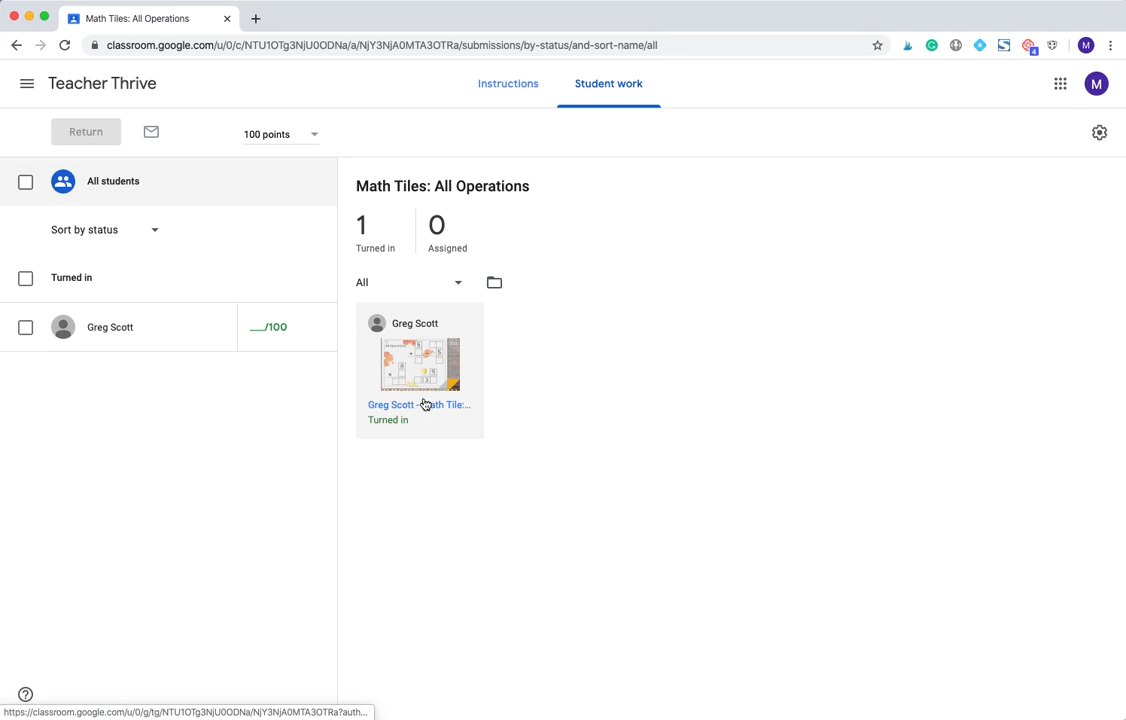 Math Tiles: All Operations
classroom.google.com/u/0/c/NTU1OTg3NjU0ODNa/a/NjY3NjA0MTA3OTRa/submissions/by-status/and-sort-name/all
4
M
Teacher Thrive
Instructions
Student work
M
Return
100 points
All students
Math Tiles: All Operations
1
0
Turned in
Assigned
Sort by status
Turned in
All
Greg Scott
___/100
Greg Scott
Greg Scott - Math Tile:...
Turned in
https://classroom.google.com/u/0/g/tg/NTU1OTg3NjU0ODNa/NjY3NjA0MTA3OTRa?auth...